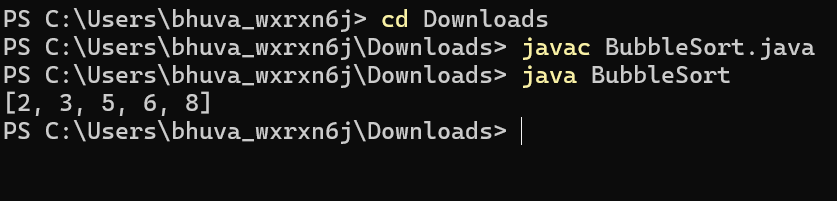 PS C:\Users\bhuva_wxrxn6j> cd Downloads
PS C:\Users\bhuva_wxrxn6j\Downloads> javac BubbleSort.java
PS C:\Users\bhuva_wxrxn6j\Downloads> java BubbleSort
[2, 3, 5, 6, 8]
PS C:\Users\bhuva_wxrxn6j\Downloads>